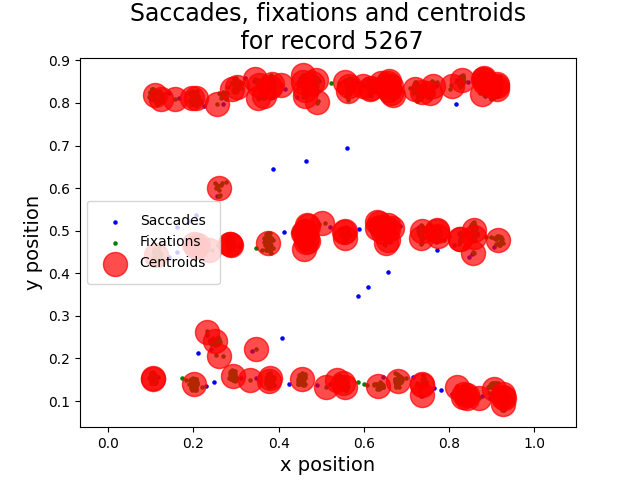 Saccades, fixations and centroids
for record 5267
y position
0.9
0.8
0.7
0.6
0.5
0.4
0.3
0.2
0.1
Saccades
Fixations
Centroids
0.0 0.2 0.4 0.6 0.8 1.0
x position